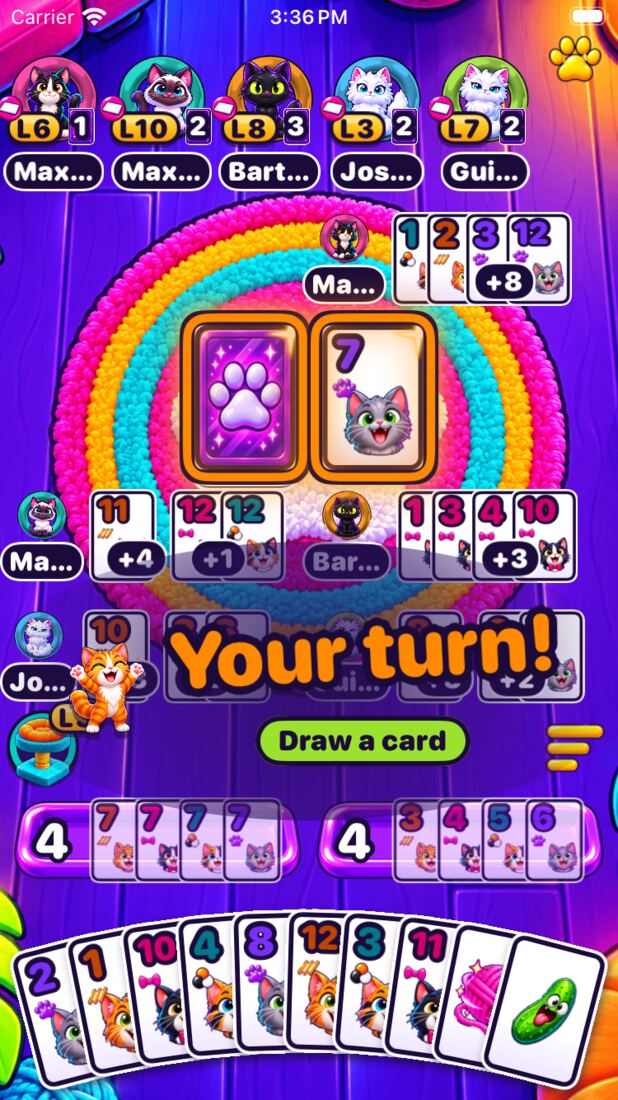 Carrier 3:36 PM
L6 1 L10 2 L8 3 L3 2 L7 2
Max... Max... Bart... Jos... Gui...
1 2 3 12
Ma... +8
7
11 12 12 1 3 4 10
Ma... +4 +1 Bar... +3
10
Jo...
Your turn!
+2
Draw a card
4 7 7 7 7 4 3 4 5 6
2 1 10 4 8 12 3 11